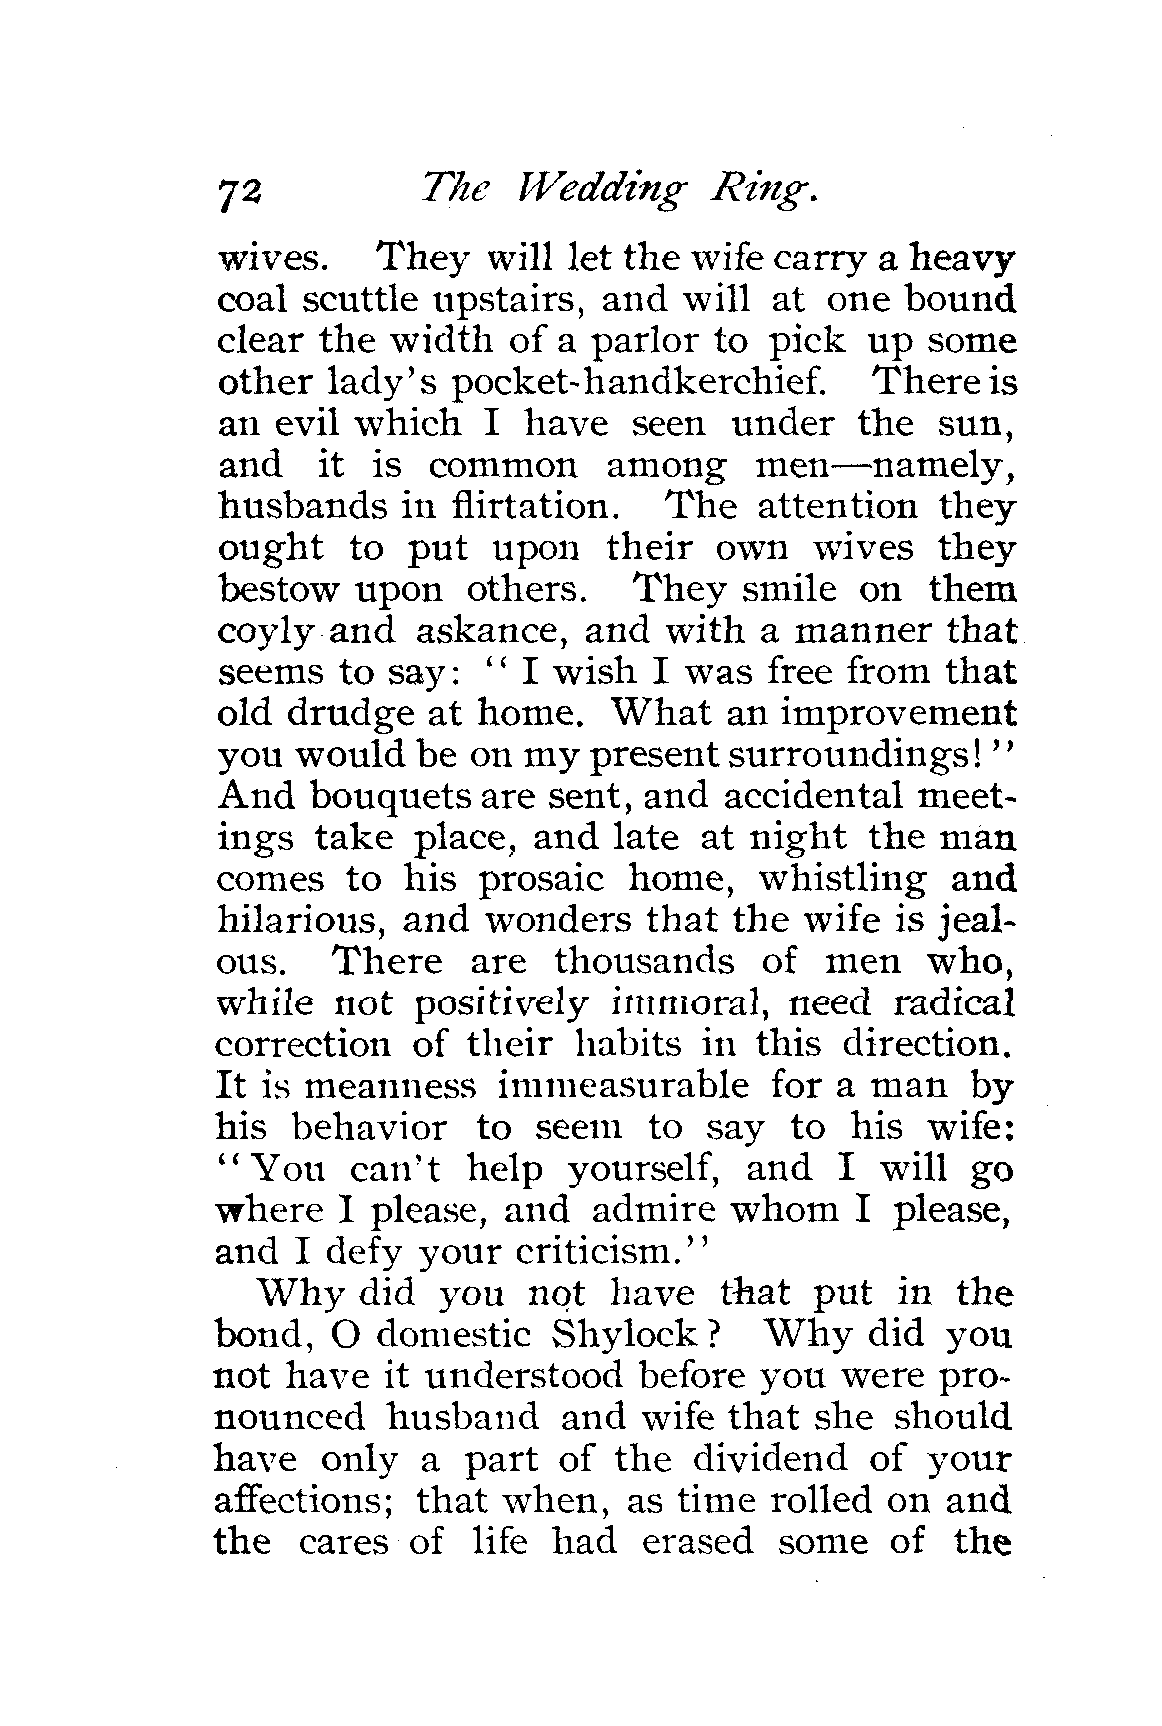 72 The Wedding Ring.
wives. They will let the wife carry a heavy
coal scuttle upstairs, and will at one bound
clear the width of a parlor to pick up some
other lady's pocket-handkerchief. There is
an evil which I have seen under the sun,
and it is common among men—namely,
husbands in flirtation. The attention they
ought to put upon their own wives they
bestow upon others. They smile on them
coyly and askance, and with a manner that
seems to say: " I wish I was free from that
old drudge at home. What an improvement
you would be on my present surroundings! "
And bouquets are sent, and accidental meet-
ings take place, and late at night the man
comes to his prosaic home, whistling and
hilarious, and wonders that the wife is jeal-
ous. There are thousands of men who,
while not positively immoral, need radical
correction of their habits in this direction.
It is meanness immeasurable for a man by
his behavior to seem to say to his wife:
" You can't help yourself, and I will go
where I please, and admire whom I please,
and I defy your criticism."
Why did you not have that put in the
bond, O domestic Shylock ? Why did you
not have it understood before you were pro-
nounced husband and wife that she should
have only a part of the dividend of your
affections; that when, as time rolled on and
the cares of life had erased some of the